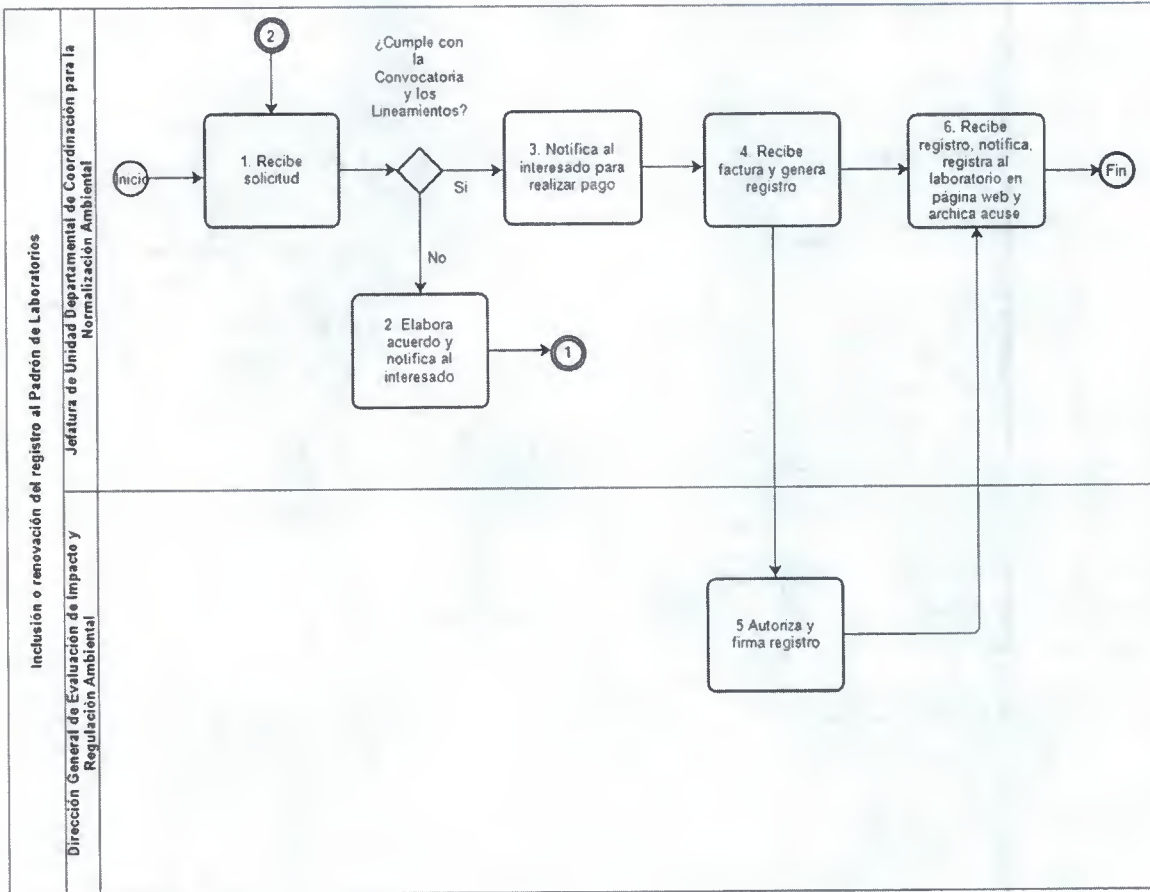 Inclusión o renovación del registro al Padrón de Laboratorios
Jefatura de Unidad Departamental de Coordinación para la
Normalización Ambiental
2
¿Cumple con
la
Convocatoria
y los
Lineamientos?
Inicio
1. Recibe
solicitud
Si
3. Notifica al
interesado para
realizar pago
4. Recibe
factura y genera
registro
6. Recibe
registro, notifica,
registra al
laboratorio en
página web y
archica acuse
Fin
No
2 Elabora
acuerdo y
notifica al
interesado
1
Dirección General de Evaluación de Impacto y
Regulación Ambiental
5 Autoriza y
firma registro